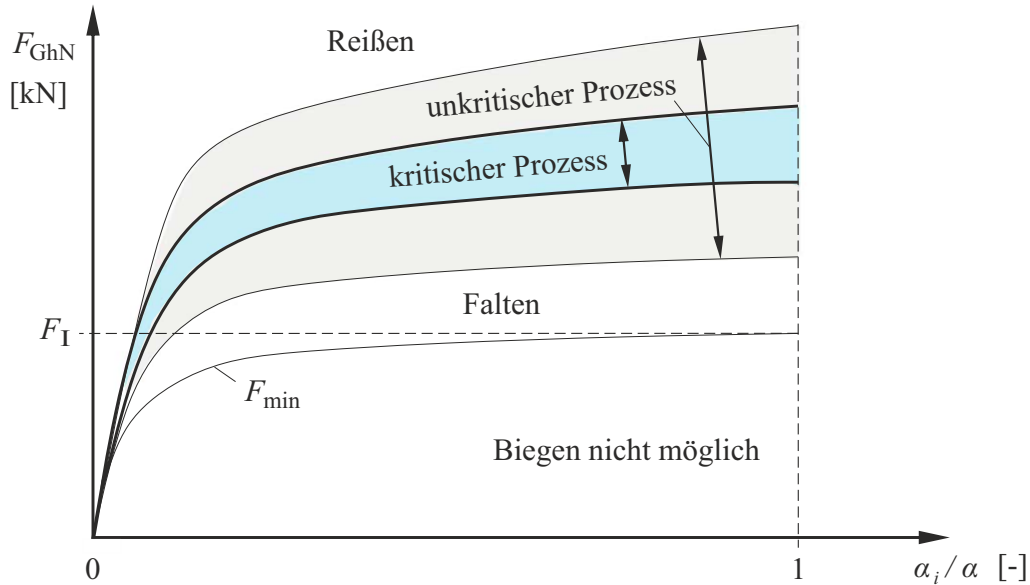 F_GhN
[kN]
Reißen
unkritischer Prozess
kritischer Prozess
Falten
F_I
F_min
Biegen nicht möglich
0
1
α_i/α [-]